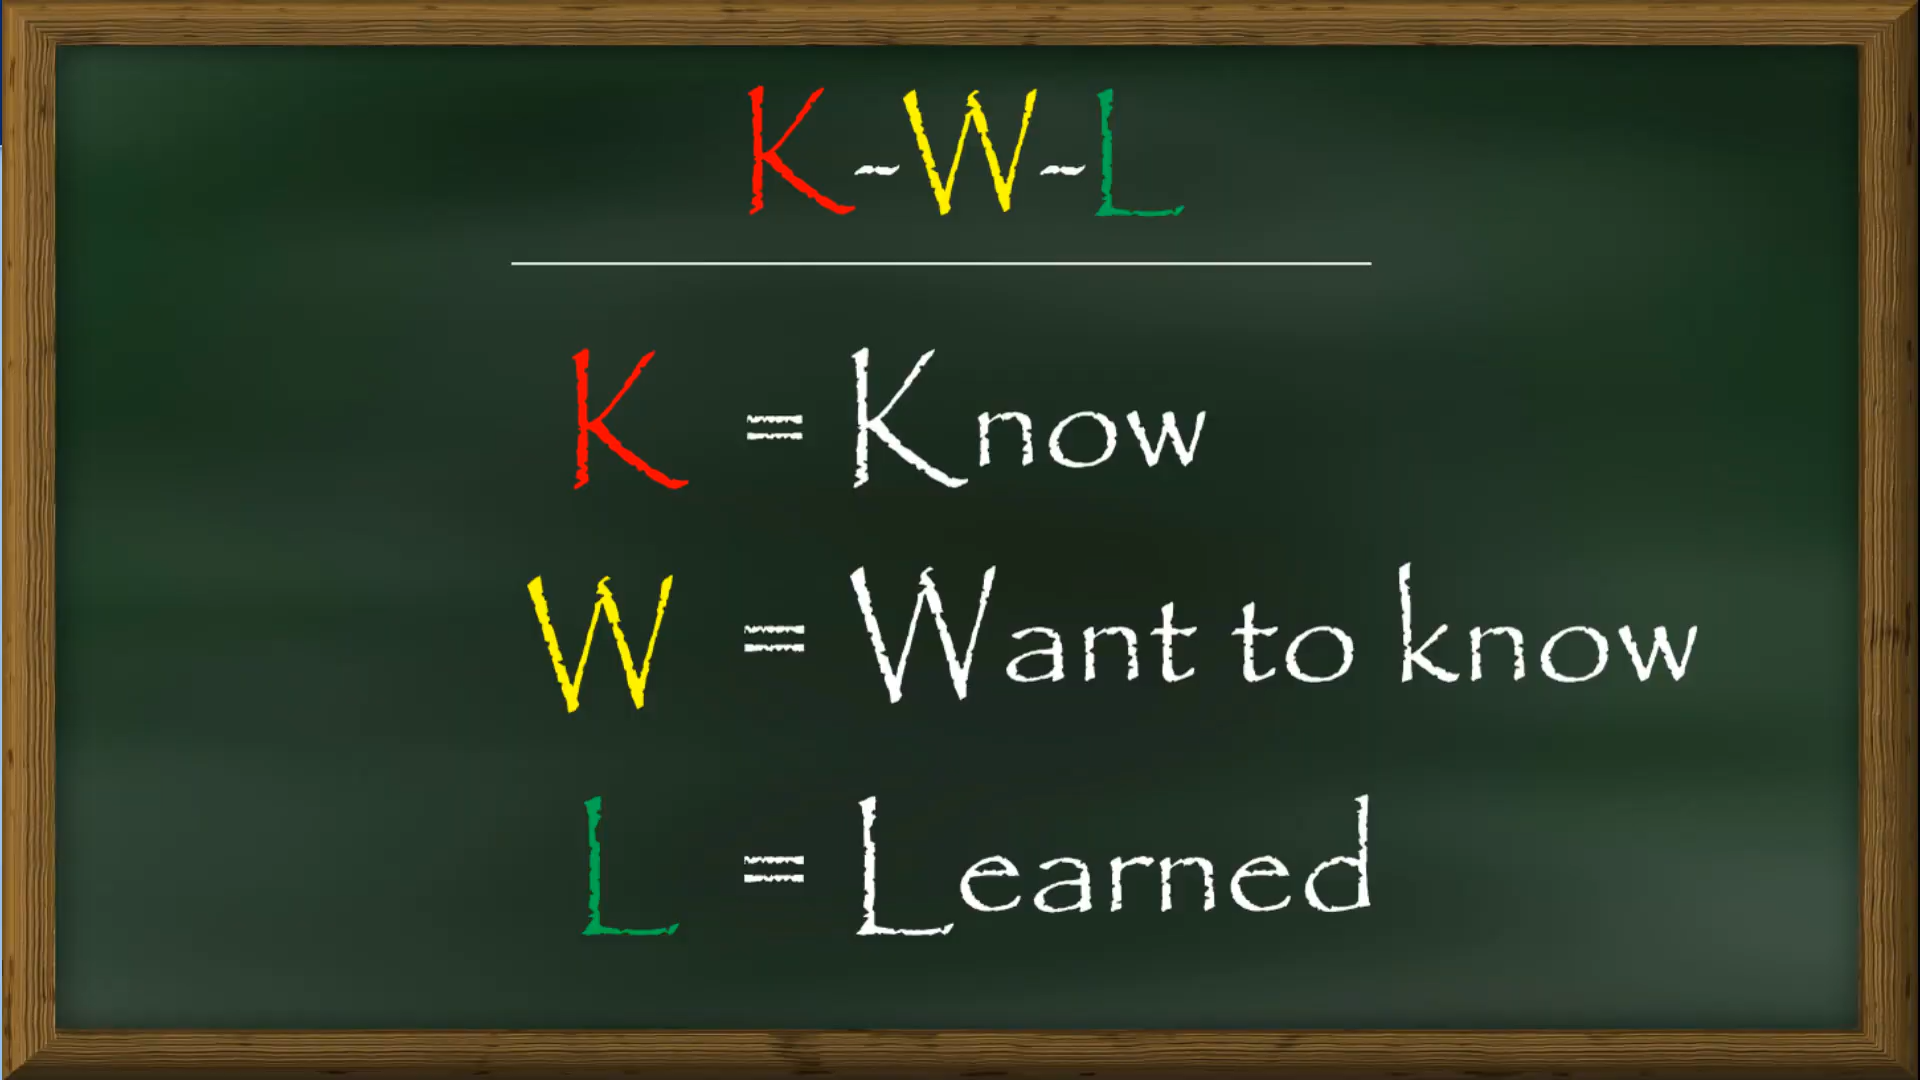 K-W-L
K = Know
W = Want to know
L = Learned